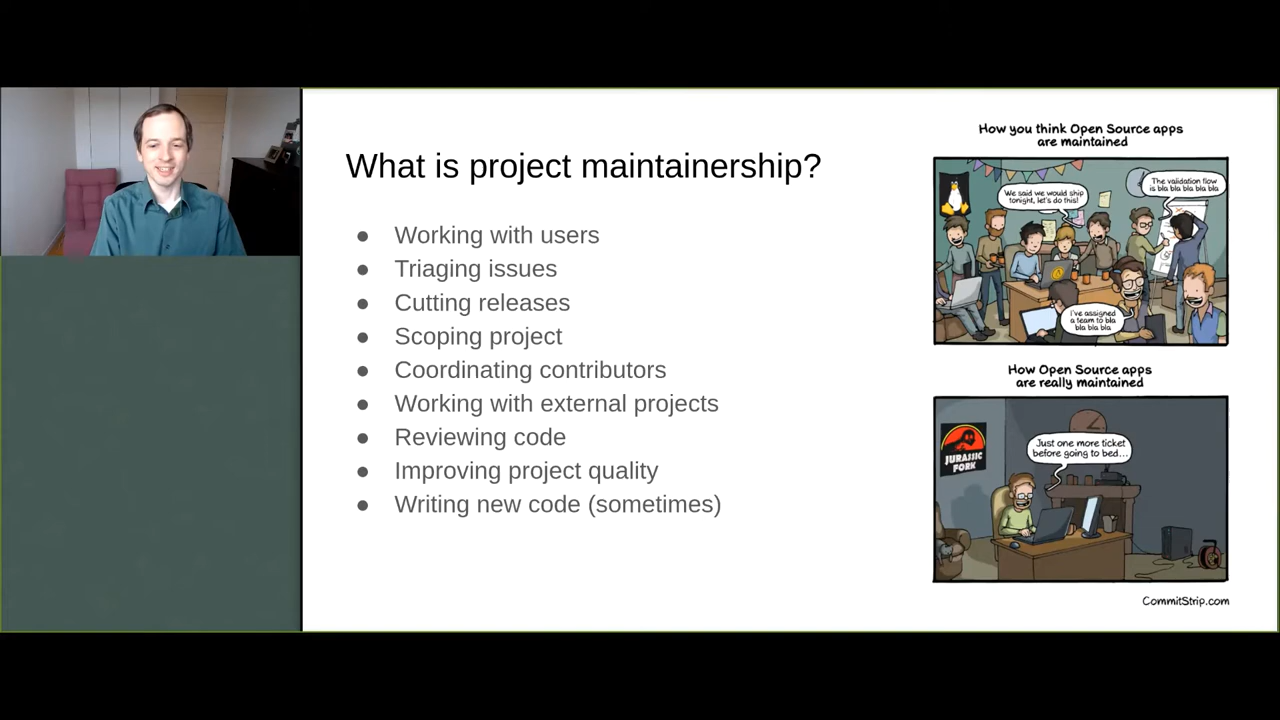 What is project maintainership?
● Working with users
● Triaging issues
● Cutting releases
● Scoping project
● Coordinating contributors
● Working with external projects
● Reviewing code
● Improving project quality
● Writing new code (sometimes)
How you think Open Source apps
are maintained
We said we would ship
tonight, let's do this!
The validation flow
is bla bla bla bla bla
I've assigned
a team to bla
bla bla bla
How Open Source apps
are really maintained
JURASSIC
FORK
Just one more ticket
before going to bed...
CommitStrip.com